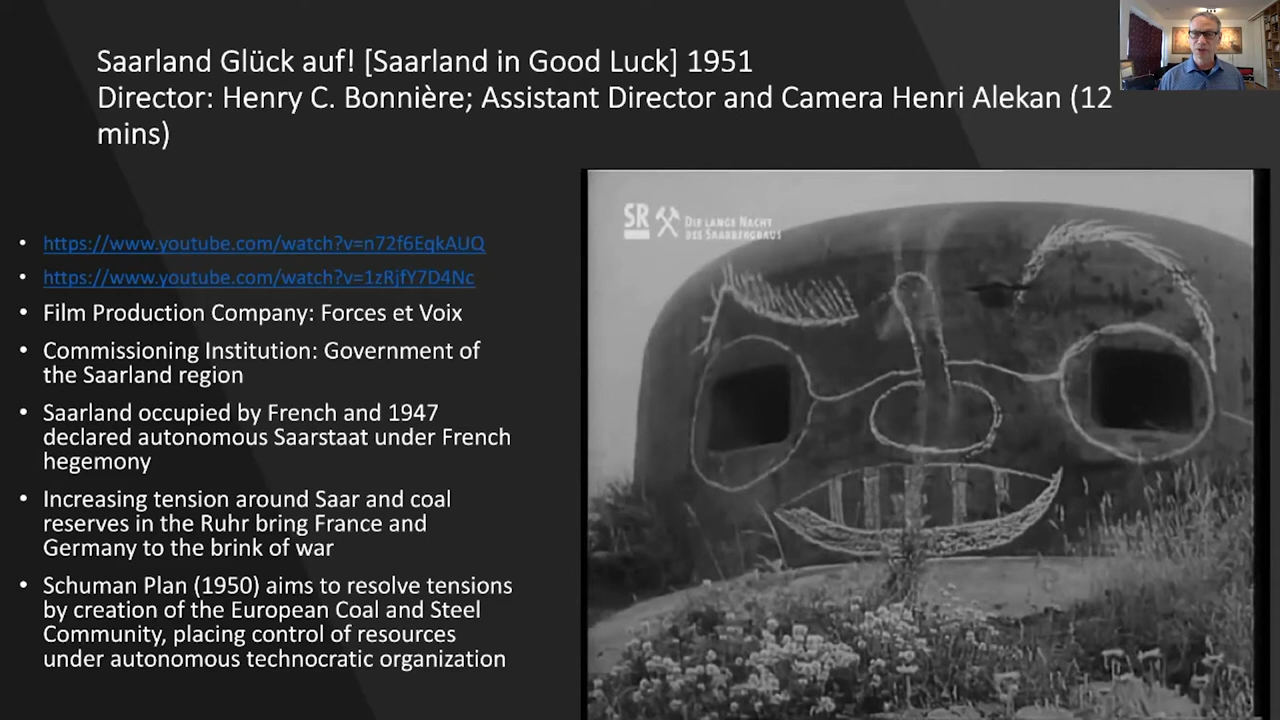 Saarland Glück auf! [Saarland in Good Luck] 1951
Director: Henry C. Bonnière; Assistant Director and Camera Henri Alekan (12
mins)
• https://www.youtube.com/watch?v=n72f6EqkAUQ
• https://www.youtube.com/watch?v=1zRjfY7D4Nc
• Film Production Company: Forces et Voix
• Commissioning Institution: Government of
the Saarland region
• Saarland occupied by French and 1947
declared autonomous Saarstaat under French
hegemony
• Increasing tension around Saar and coal
reserves in the Ruhr bring France and
Germany to the brink of war
• Schuman Plan (1950) aims to resolve tensions
by creation of the European Coal and Steel
Community, placing control of resources
under autonomous technocratic organization
SR DIE LANGE NACHT
DES SAARBERGBAUS